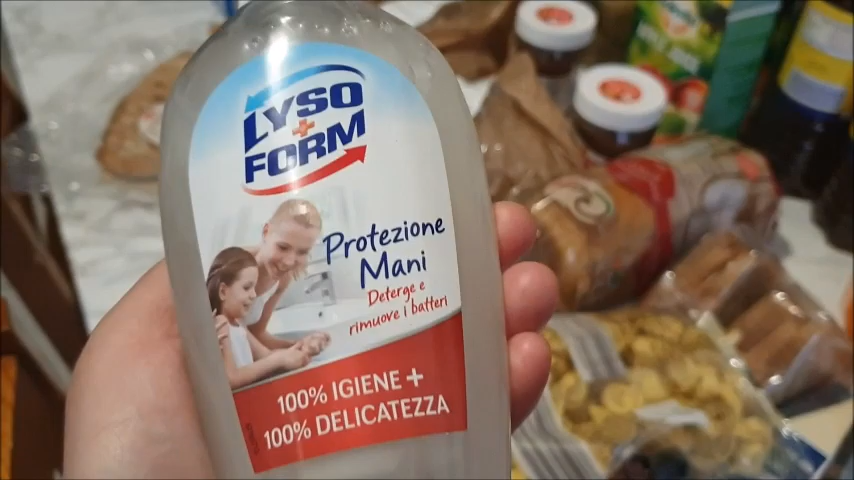 LYSO
FORM
Protezione
Mani
Deterge e
rimuove i batteri
100% IGIENE +
100% DELICATEZZA